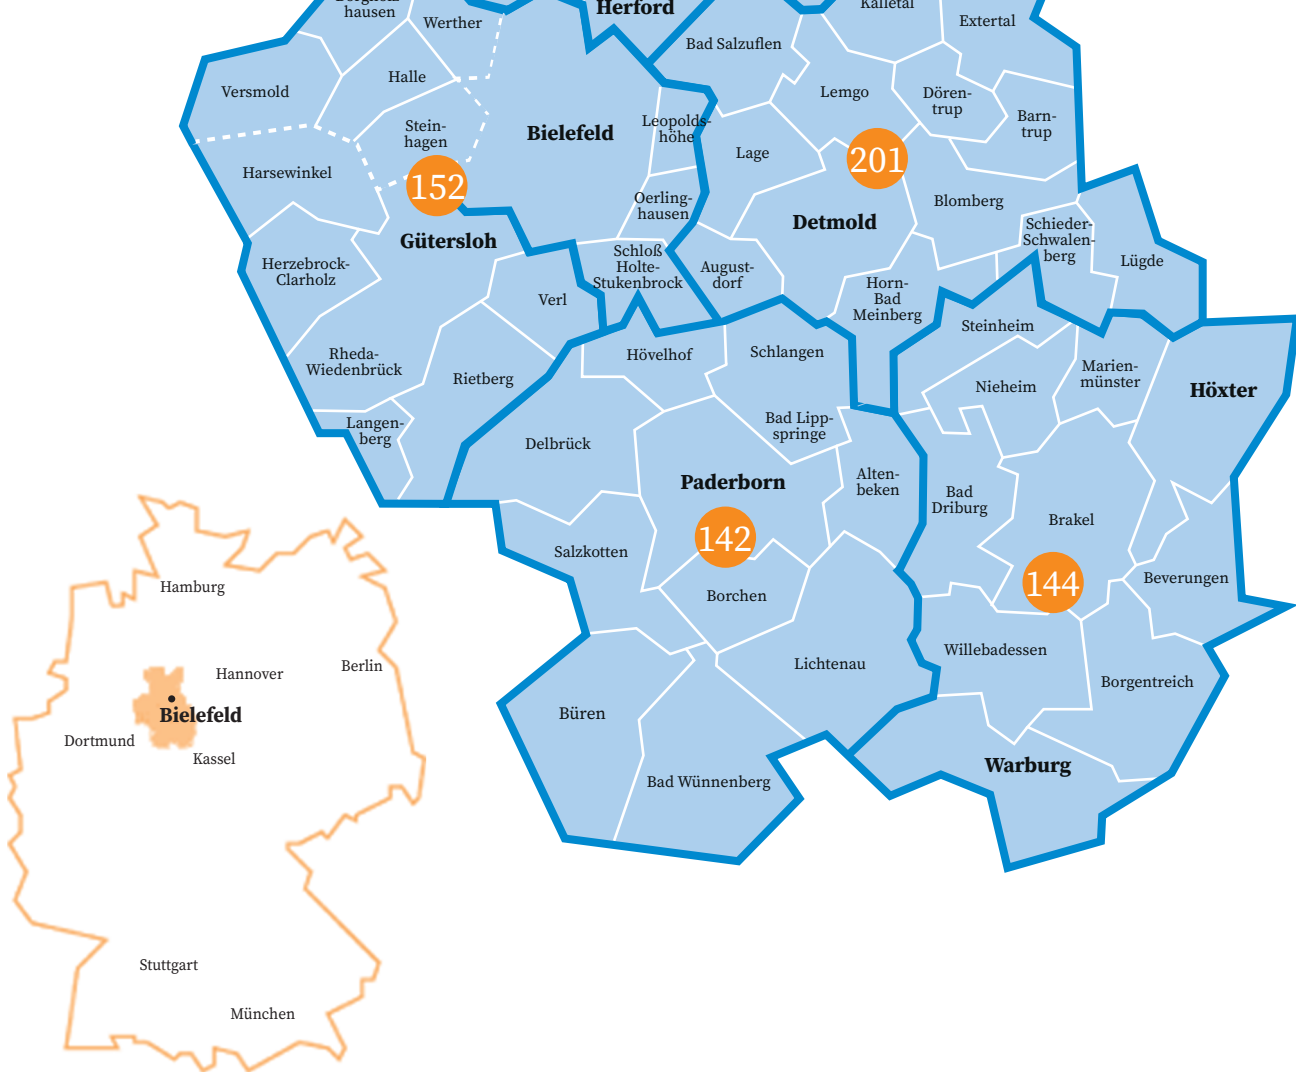 hausen
Werther
Herford
Kalletal
Extertal
Bad Salzuflen
Versmold
Halle
Lemgo
Dören-
trup
Barn-
trup
Stein-
hagen
Bielefeld
Leopolds-
höhe
Lage
201
Harsewinkel
152
Oerling-
hausen
Detmold
Blomberg
Gütersloh
Schieder-
Schwalen-
berg
Lügde
Herzebrock-
Clarholz
Schloß
Holte-
Stukenbrock
August-
dorf
Verl
Horn-
Bad
Meinberg
Steinheim
Rheda-
Wiedenbrück
Rietberg
Hövelhof
Schlangen
Nieheim
Marien-
münster
Höxter
Langen-
berg
Delbrück
Bad Lipp-
springe
Paderborn
Alten-
beken
Bad
Driburg
Brakel
142
Salzkotten
Borchen
144
Beverungen
Lichtenau
Willebadessen
Borgentreich
Büren
Bad Wünnenberg
Warburg
Hamburg
Hannover
Berlin
Bielefeld
Dortmund
Kassel
Stuttgart
München